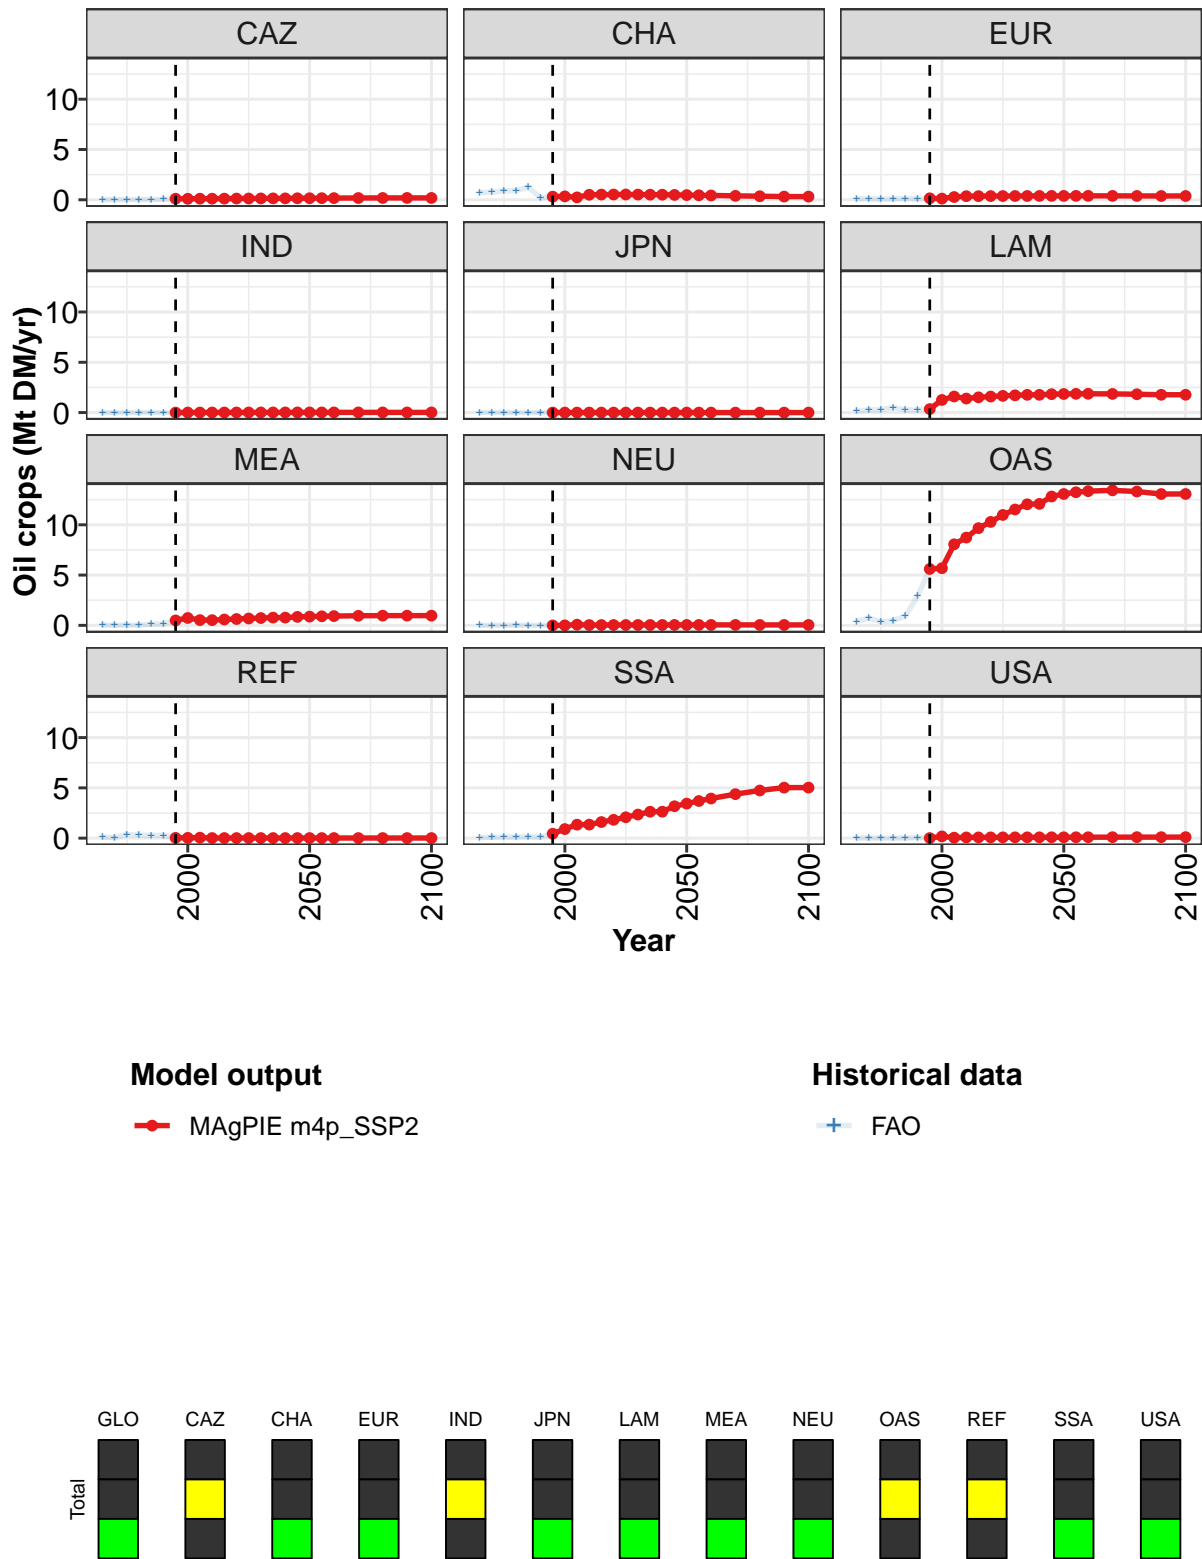 CAZ CHA EUR
10
5
0
IND JPN LAM
10
5
0
MEA NEU OAS
10
5
0
REF SSA USA
10
5
0
Oil crops (Mt DM/yr)
2000 2050 2100 2000 2050 2100 2000 2050 2100
Year
Model output Historical data
MAgPIE m4p_SSP2 FAO
GLO CAZ CHA EUR IND JPN LAM MEA NEU OAS REF SSA USA
Total